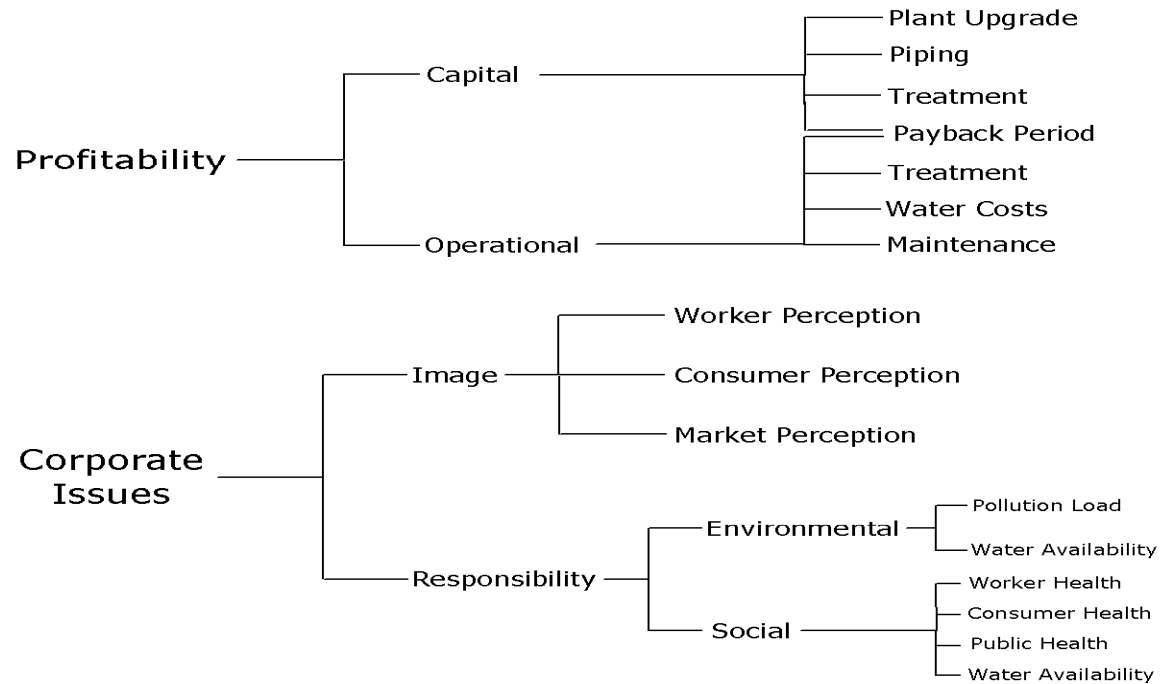 Plant Upgrade
Capital
Piping
Treatment
Profitability
Payback Period
Treatment
Water Costs
Operational
Maintenance
Worker Perception
Image
Consumer Perception
Market Perception
Corporate
Issues
Environmental
Pollution Load
Water Availability
Responsibility
Worker Health
Social
Consumer Health
Public Health
Water Availability